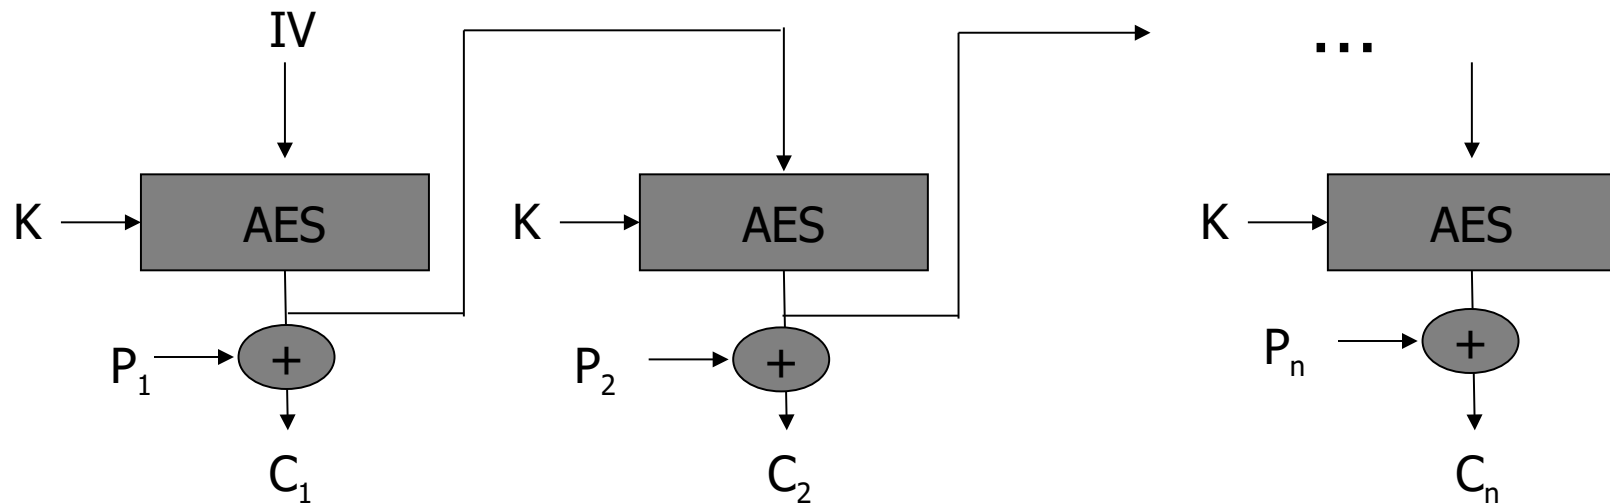 IV ...
K AES K AES K AES
+ + +
P₁ P₂ Pₙ
C₁ C₂ Cₙ